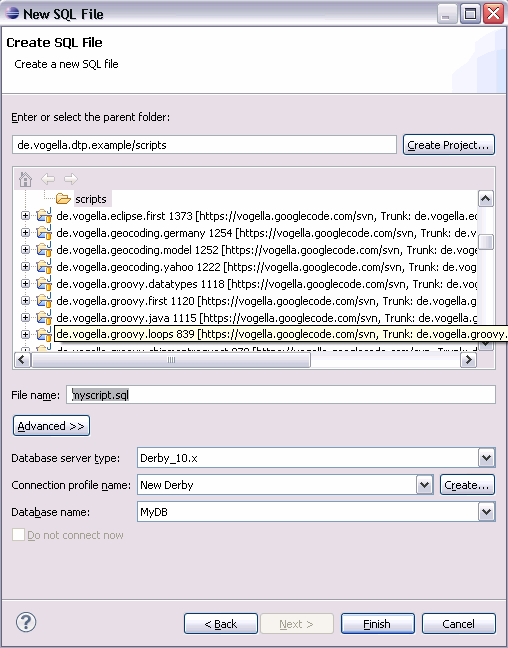 New SQL File
Create SQL File
Create a new SQL file
Enter or select the parent folder:
de.vogella.dtp.example/scripts
Create Project...
scripts
de.vogella.eclipse.first 1373 [https://vogella.googlecode.com/svn, Trunk: de.vogella.ec
de.vogella.geocoding.germany 1254 [https://vogella.googlecode.com/svn, Trunk: de.v
de.vogella.geocoding.model 1252 [https://vogella.googlecode.com/svn, Trunk: de.vog
de.vogella.geocoding.yahoo 1222 [https://vogella.googlecode.com/svn, Trunk: de.vog
de.vogella.groovy.datatypes 1118 [https://vogella.googlecode.com/svn, Trunk: de.vo
de.vogella.groovy.first 1120 [https://vogella.googlecode.com/svn, Trunk: de.vogella.g
de.vogella.groovy.java 1115 [https://vogella.googlecode.com/svn, Trunk: de.vogella.g
de.vogella.groovy.loops 839 [https://vogella.googlecode.com/svn, Trunk: de.vogella.groovy.
File name: myscript.sql
Advanced >>
Database server type: Derby_10.x
Connection profile name: New Derby Create...
Database name: MyDB
Do not connect now
? < Back Next > Finish Cancel